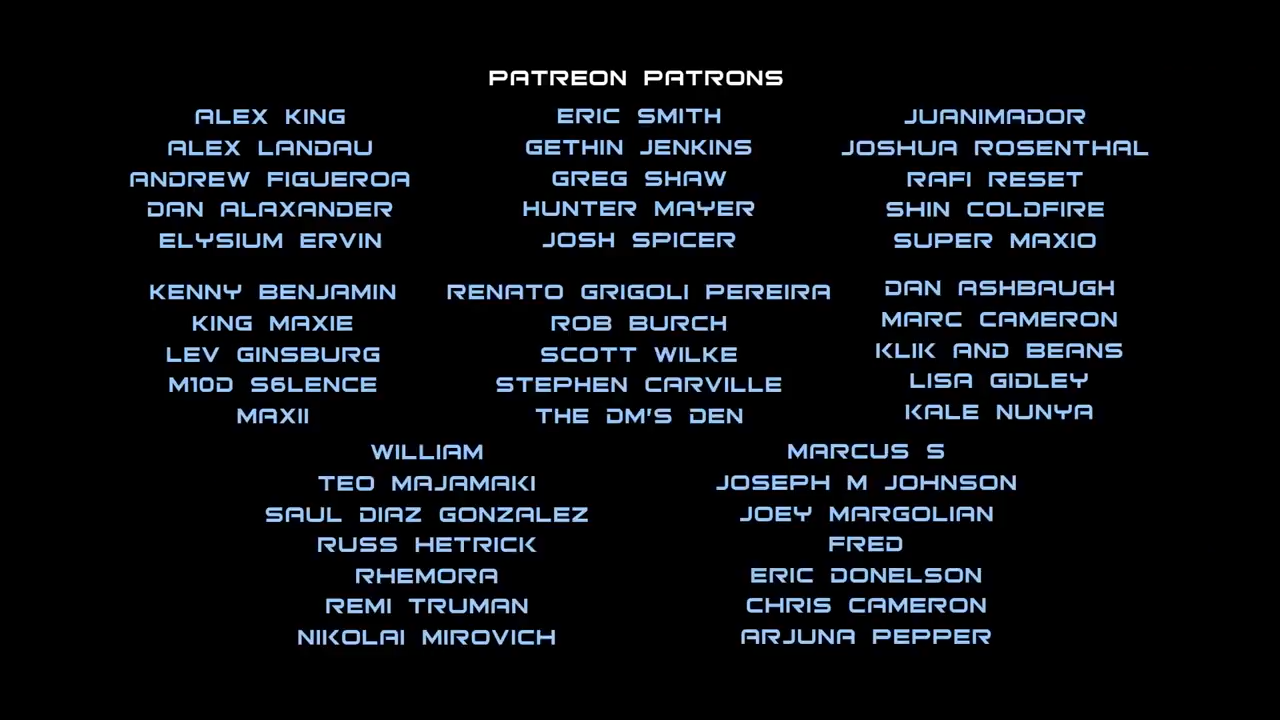 PATREON PATRONS
ALEX KING
ALEX LANDAU
ANDREW FIGUEROA
DAN ALAXANDER
ELYSIUM ERVIN
ERIC SMITH
GETHIN JENKINS
GREG SHAW
HUNTER MAYER
JOSH SPICER
JUANIMADOR
JOSHUA ROSENTHAL
RAFI RESET
SHIN COLDFIRE
SUPER MAXIO
KENNY BENJAMIN
KING MAXIE
LEV GINSBURG
M10D S6LENCE
MAXII
RENATO GRIGOLI PEREIRA
ROB BURCH
SCOTT WILKE
STEPHEN CARVILLE
THE DM'S DEN
DAN ASHBAUGH
MARC CAMERON
KLIK AND BEANS
LISA GIDLEY
KALE NUNYA
WILLIAM
TEO MAJAMAKI
SAUL DIAZ GONZALEZ
RUSS HETRICK
RHEMORA
REMI TRUMAN
NIKOLAI MIROVICH
MARCUS S
JOSEPH M JOHNSON
JOEY MARGOLIAN
FRED
ERIC DONELSON
CHRIS CAMERON
ARJUNA PEPPER